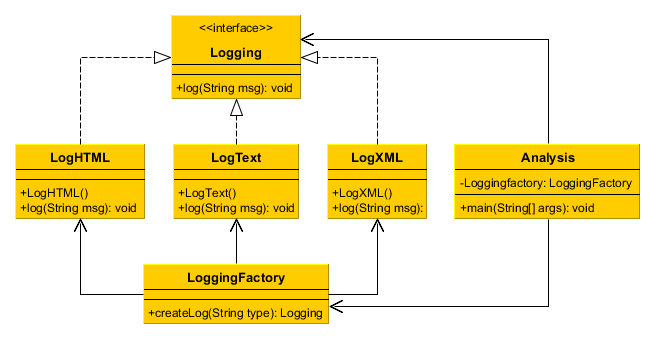 <<interface>>
Logging
+log(String msg): void
LogHTML
+LogHTML()
+log(String msg): void
LogText
+LogText()
+log(String msg): void
LogXML
+LogXML()
+log(String msg):
Analysis
-Loggingfactory: LoggingFactory
+main(String[] args): void
LoggingFactory
+createLog(String type): Logging